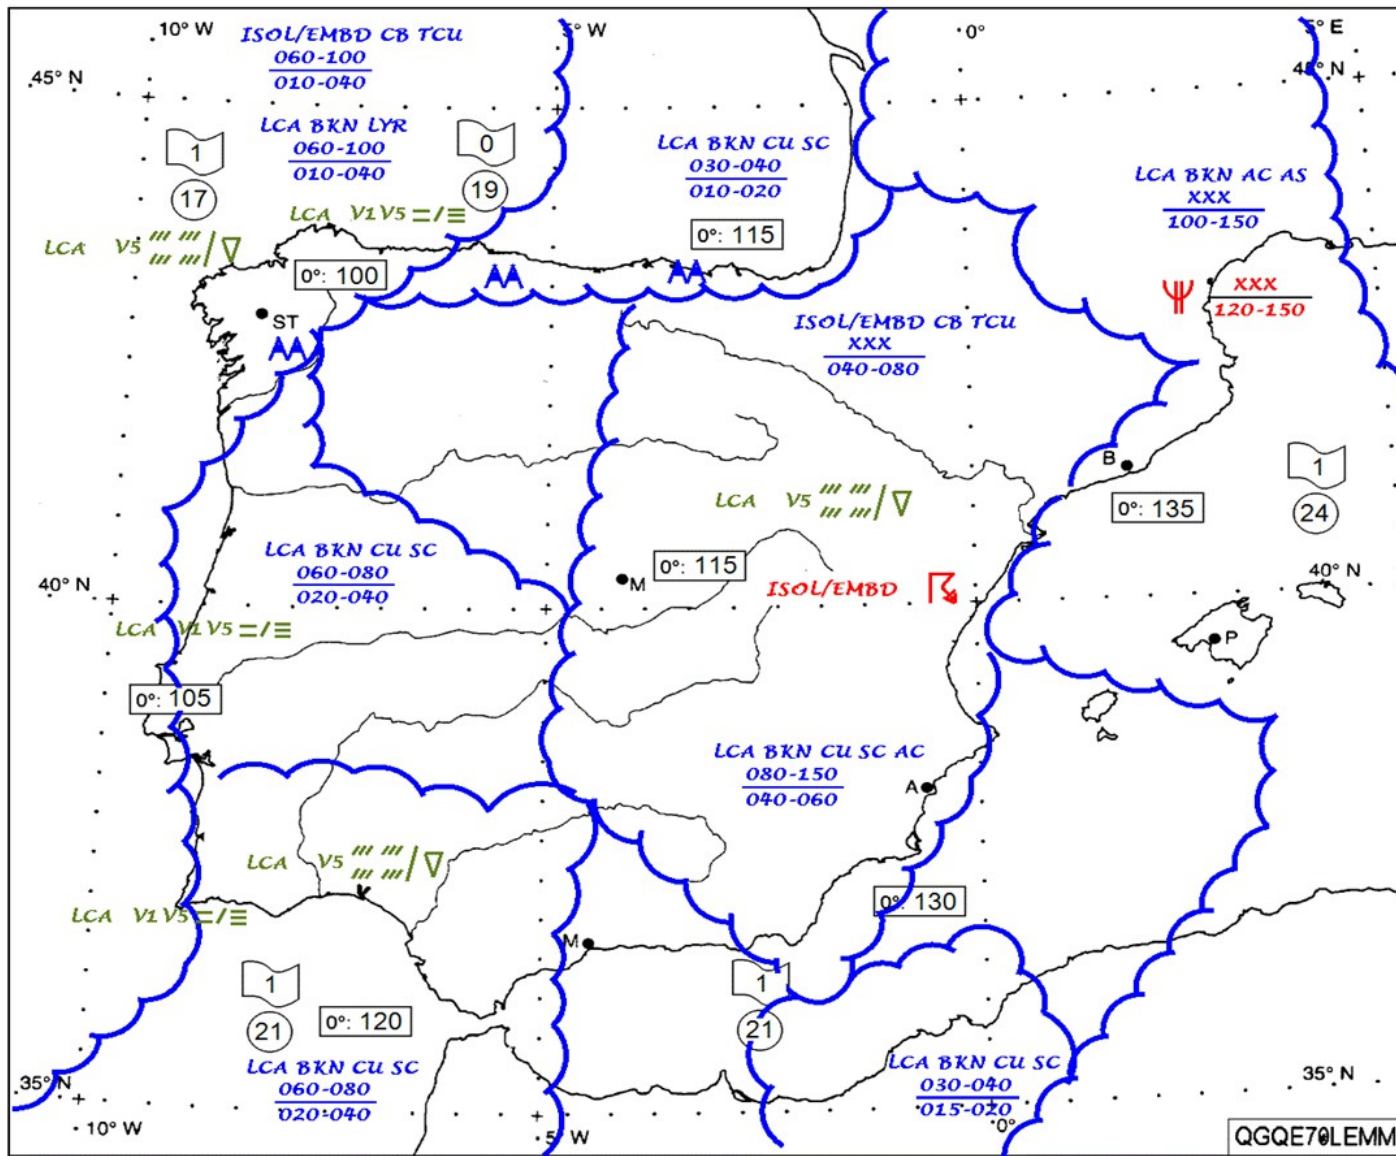 10° W
5° W
0°
5° E
45° N
45° N
ISOL/EMBD CB TCU
060-100
010-040
LCA BKN LYR
060-100
010-040
1
17
0
19
LCA BKN CU SC
030-040
010-020
LCA BKN AC AS
XXX
100-150
LCA V1 V5
LCA V5
0°: 115
0°: 100
XXX
120-150
ST
ISOL/EMBD CB TCU
XXX
040-080
B
1
24
LCA V5
0°: 135
LCA BKN CU SC
060-080
020-040
0°: 115
M
ISOL/EMBD
40° N
40° N
LCA V1 V5
P
0°: 105
LCA BKN CU SC AC
080-150
040-060
A
LCA V5
0°: 130
LCA V1 V5
M
1
21
0°: 120
1
21
LCA BKN CU SC
060-080
020-040
LCA BKN CU SC
030-040
015-020
35° N
35° N
10° W
5° W
0°